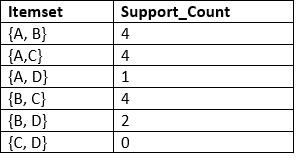 Itemset Support_Count
{A, B} 4
{A,C} 4
{A, D} 1
{B, C} 4
{B, D} 2
{C, D} 0